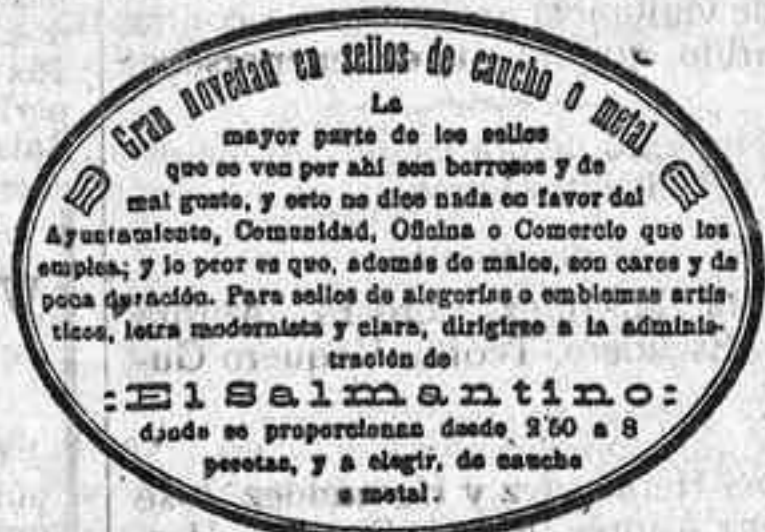 Gran novedad en sellos de caucho o metal
La
mayor parte de los sellos
que se ven por ahí son borrosos y de
mal gusto, y esto no dice nada en favor del
Ayuntamiento, Comunidad, Oficina o Comercio que los
emplea; y lo peor es que, además de malos, son caros y de
poca duración. Para sellos de alegorías o emblemas artís-
ticos, letra modernista y clara, dirigirse a la adminis-
tración de
:El Salmantino:
donde se proporcionan desde 2'50 a 8
pesetas, y a elegir, de caucho
o metal.